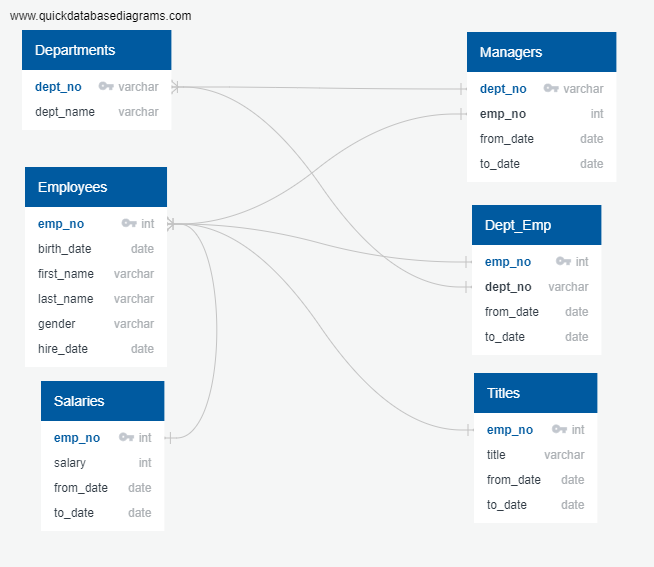 www.quickdatabasediagrams.com
Departments
dept_no varchar
dept_name varchar
Employees
emp_no int
birth_date date
first_name varchar
last_name varchar
gender varchar
hire_date date
Salaries
emp_no int
salary int
from_date date
to_date date
Managers
dept_no varchar
emp_no int
from_date date
to_date date
Dept_Emp
emp_no int
dept_no varchar
from_date date
to_date date
Titles
emp_no int
title varchar
from_date date
to_date date